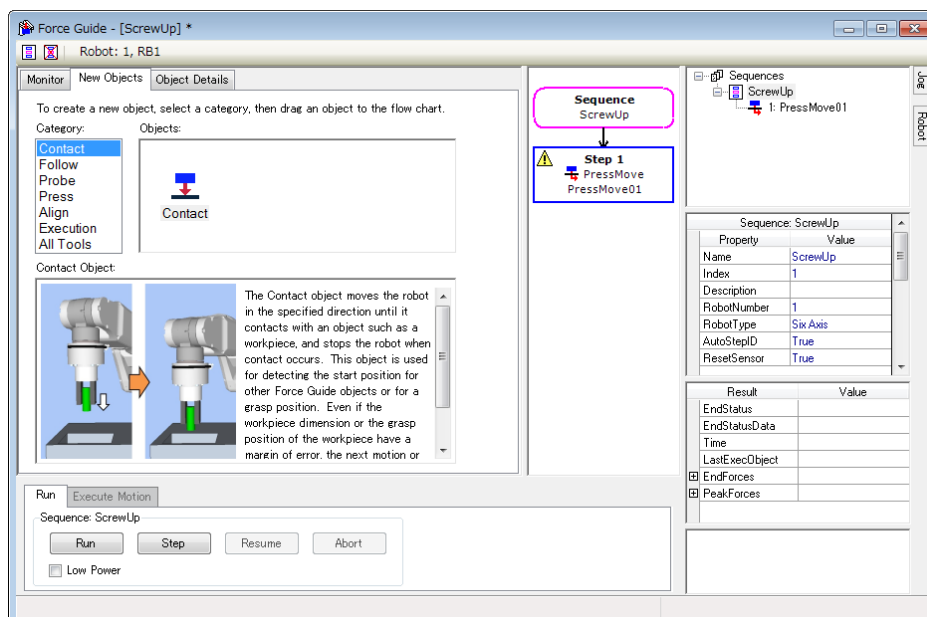 Force Guide - [ScrewUp] *
Robot: 1, RB1
Monitor New Objects Object Details
To create a new object, select a category, then drag an object to the flow chart.
Category: Objects:
Contact
Follow
Probe
Press
Align
Execution
All Tools
Contact
Contact Object:
The Contact object moves the robot
in the specified direction until it
contacts with an object such as a
workpiece, and stops the robot when
contact occurs. This object is used
for detecting the start position for
other Force Guide objects or for a
grasp position. Even if the
workpiece dimension or the grasp
position of the workpiece have a
margin of error, the next motion or
Sequence
ScrewUp
Step 1
PressMove
PressMove01
Sequences
ScrewUp
1: PressMove01
Jog
Robot
Sequence: ScrewUp
Property Value
Name ScrewUp
Index 1
Description
RobotNumber 1
RobotType SixAxis
AutoStepID True
ResetSensor True
Result Value
EndStatus
EndStatusData
Time
LastExecObject
EndForces
PeakForces
Run Execute Motion
Sequence: ScrewUp
Run Step Resume Abort
Low Power